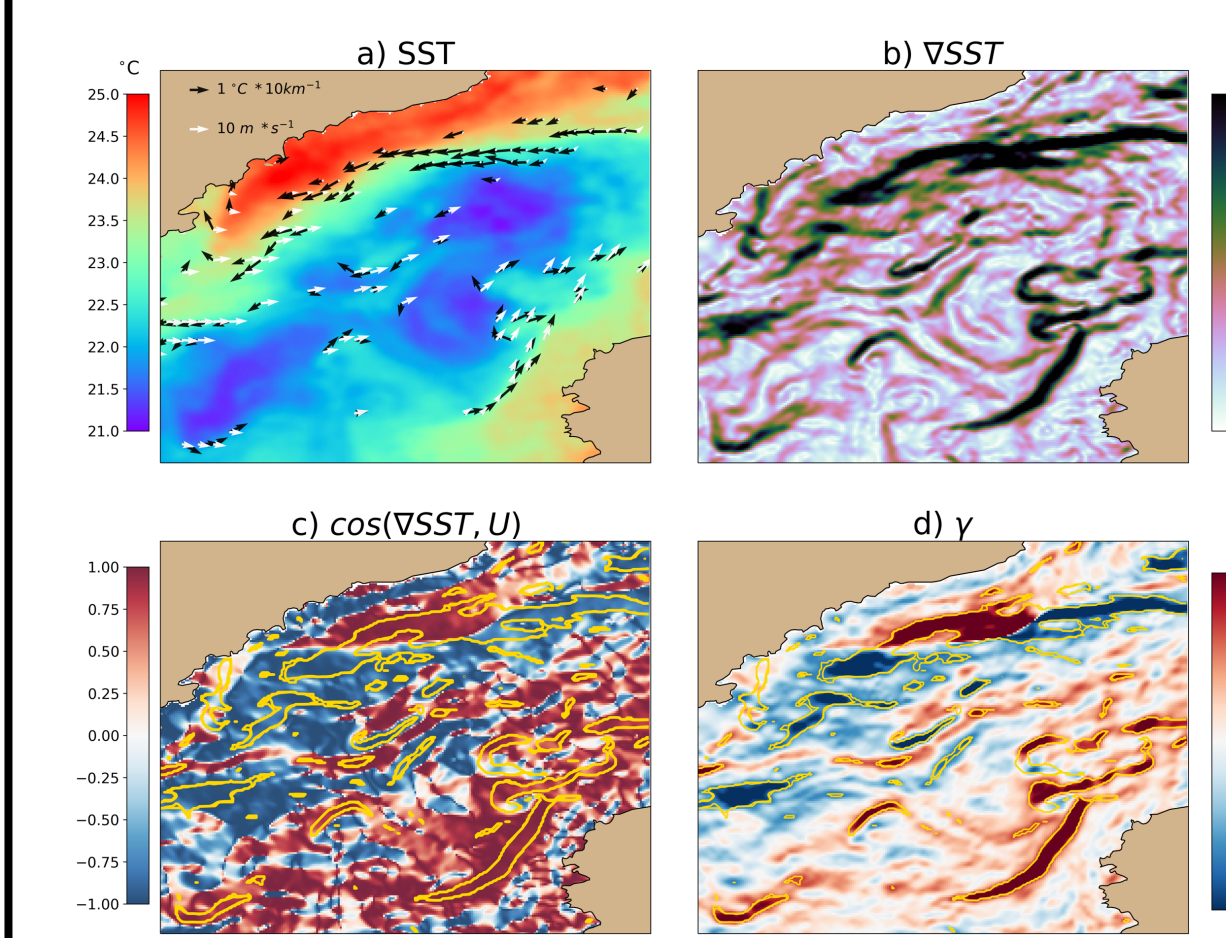 a) SST
b) ∇SST
°C
1 °C * 10km⁻¹
10 m * s⁻¹
25.0
24.5
24.0
23.5
23.0
22.5
22.0
21.5
21.0
c) cos(∇SST, U)
d) γ
1.00
0.75
0.50
0.25
0.00
−0.25
−0.50
−0.75
−1.00